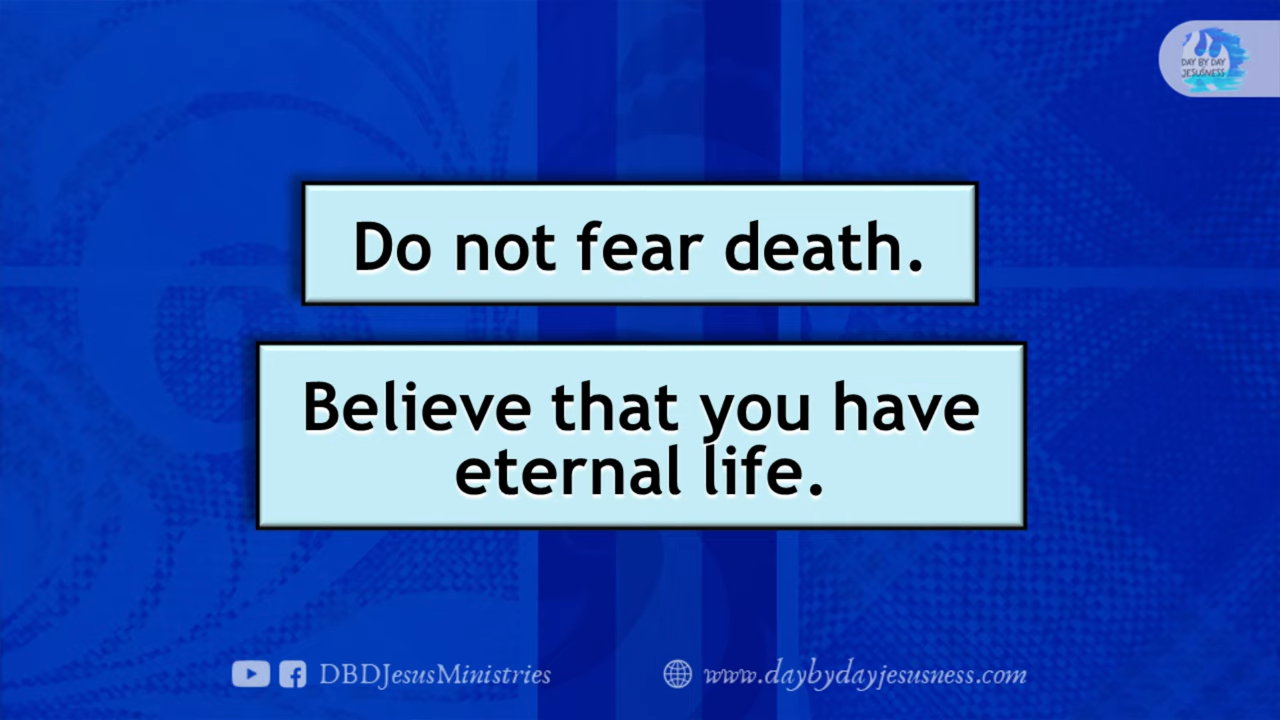 DAY BY DAY
JESUSNESS
Do not fear death.
Believe that you have
eternal life.
DBDJesusMinistries
www.daybydayjesusness.com